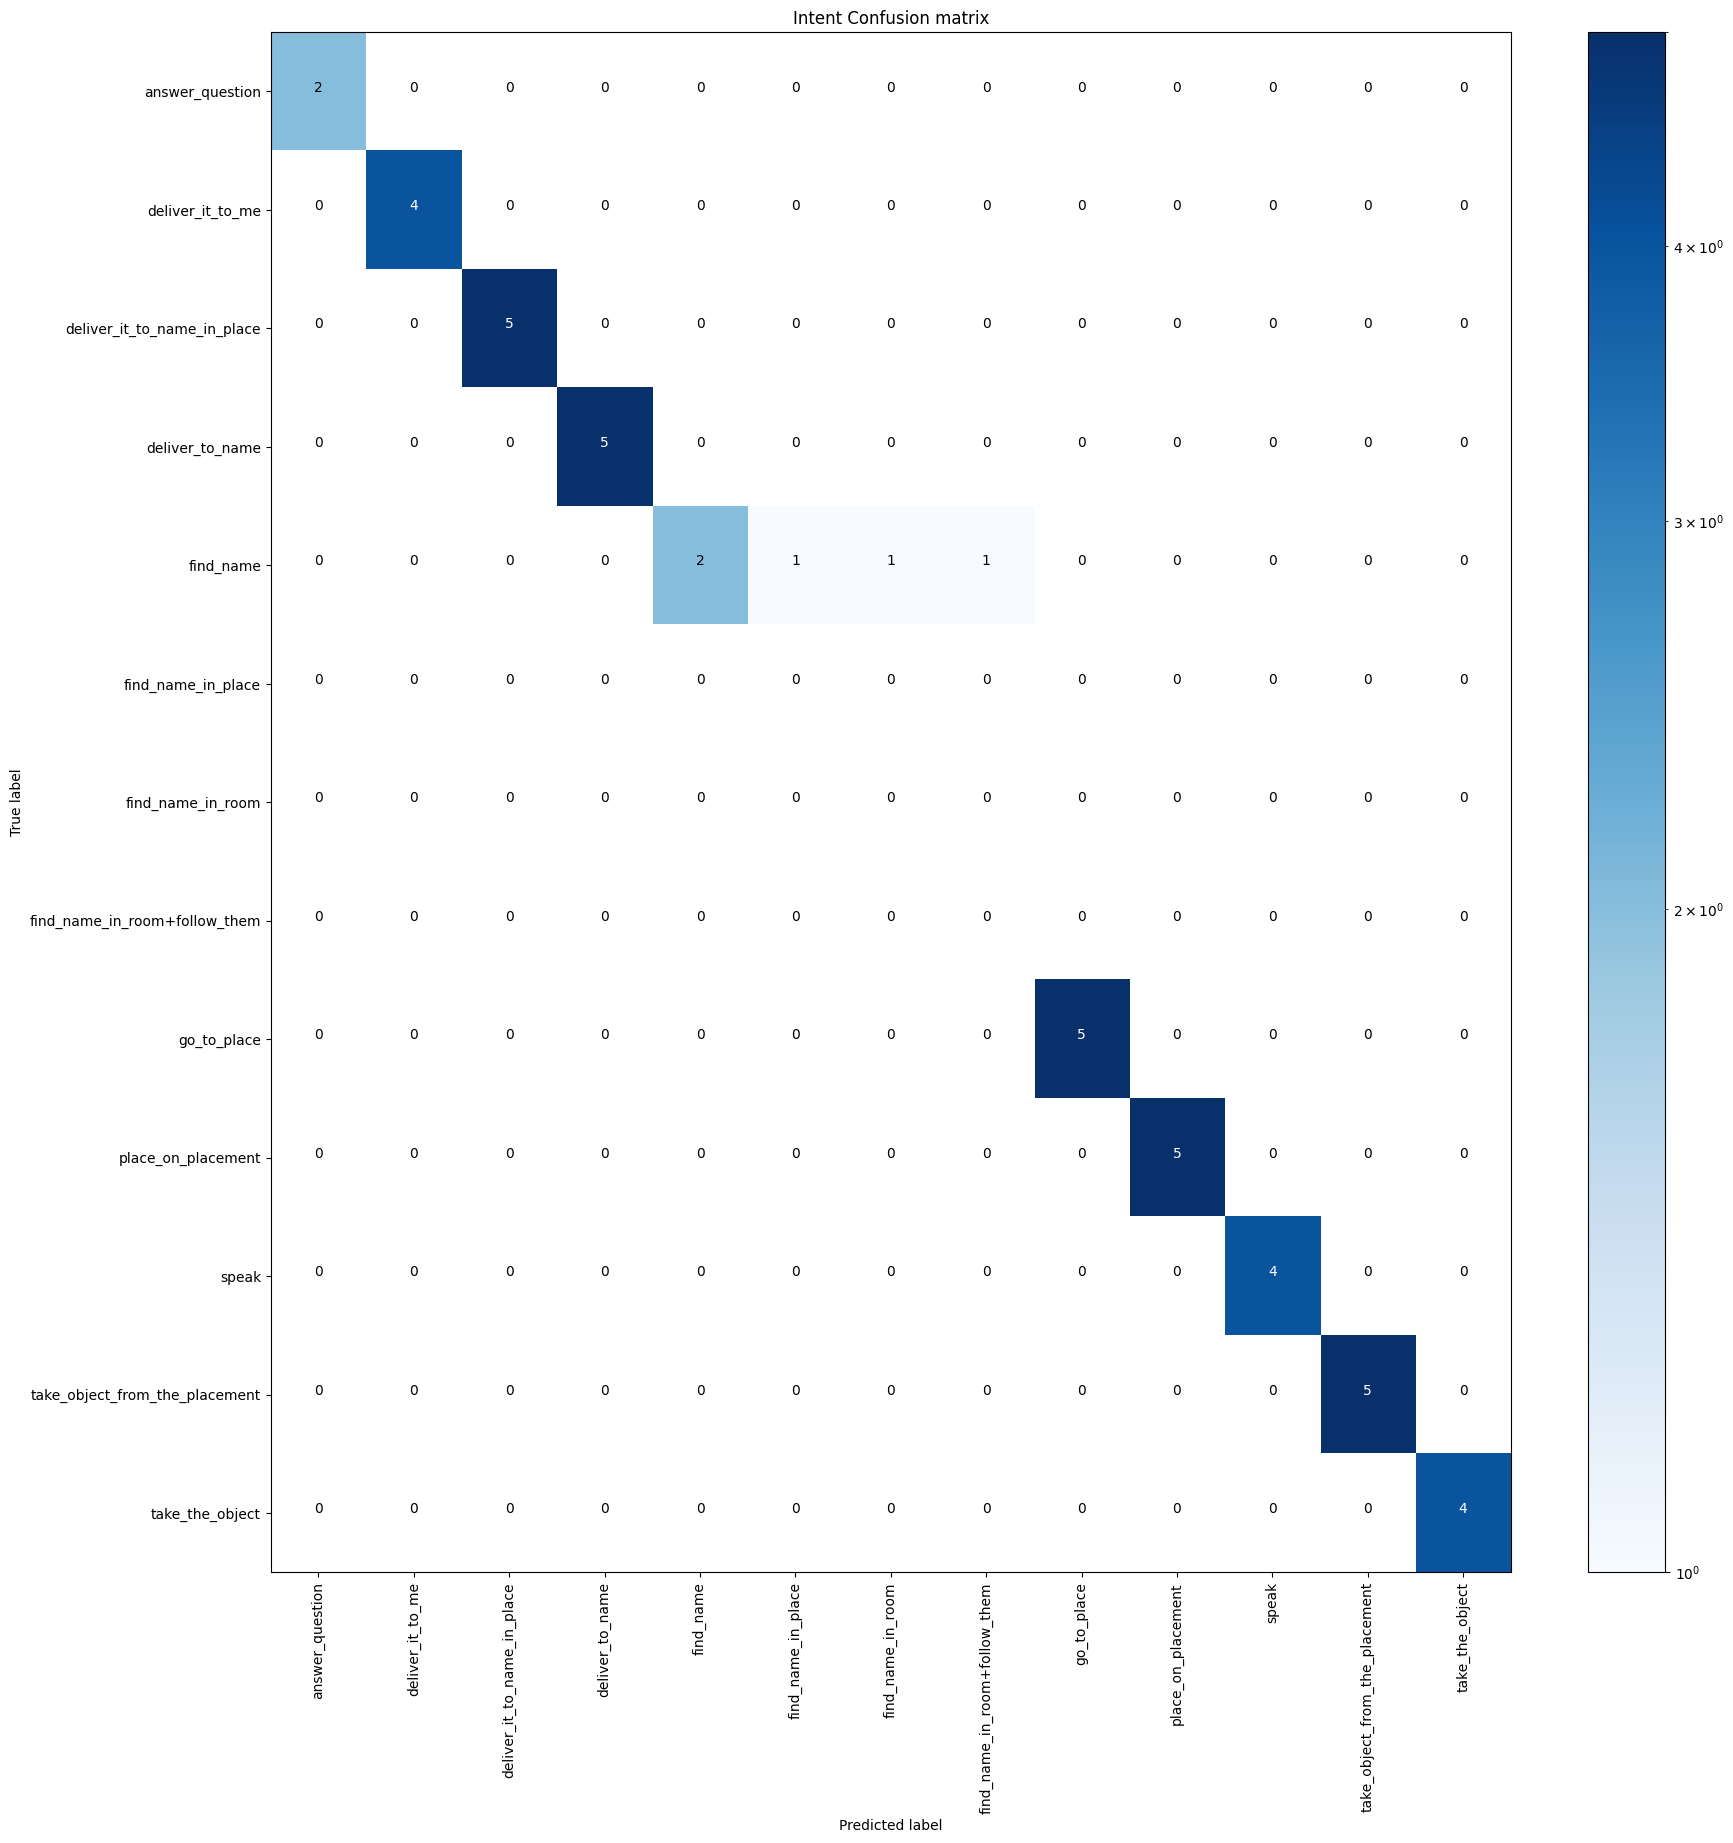 Intent Confusion matrix
answer_question 2 0 0 0 0 0 0 0 0 0 0 0 0
deliver_it_to_me 0 4 0 0 0 0 0 0 0 0 0 0 0
deliver_it_to_name_in_place 0 0 5 0 0 0 0 0 0 0 0 0 0
deliver_to_name 0 0 0 5 0 0 0 0 0 0 0 0 0
find_name 0 0 0 0 2 1 1 1 0 0 0 0 0
find_name_in_place 0 0 0 0 0 0 0 0 0 0 0 0 0
find_name_in_room 0 0 0 0 0 0 0 0 0 0 0 0 0
find_name_in_room+follow_them 0 0 0 0 0 0 0 0 0 0 0 0 0
go_to_place 0 0 0 0 0 0 0 0 5 0 0 0 0
place_on_placement 0 0 0 0 0 0 0 0 0 5 0 0 0
speak 0 0 0 0 0 0 0 0 0 0 4 0 0
take_object_from_the_placement 0 0 0 0 0 0 0 0 0 0 0 5 0
take_the_object 0 0 0 0 0 0 0 0 0 0 0 0 4
True label
answer_question
deliver_it_to_me
deliver_it_to_name_in_place
deliver_to_name
find_name
find_name_in_place
find_name_in_room
find_name_in_room+follow_them
go_to_place
place_on_placement
speak
take_object_from_the_placement
take_the_object
Predicted label
4 × 10⁰
3 × 10⁰
2 × 10⁰
10⁰